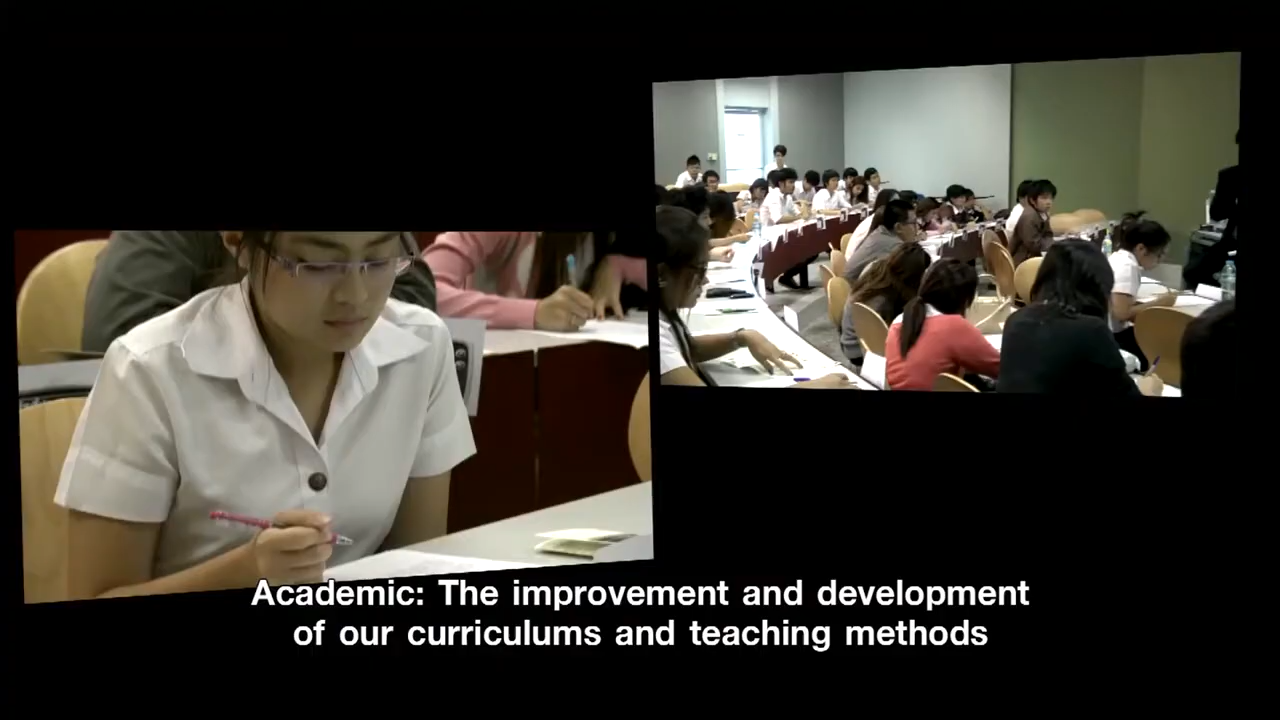 Academic: The improvement and development
of our curriculums and teaching methods